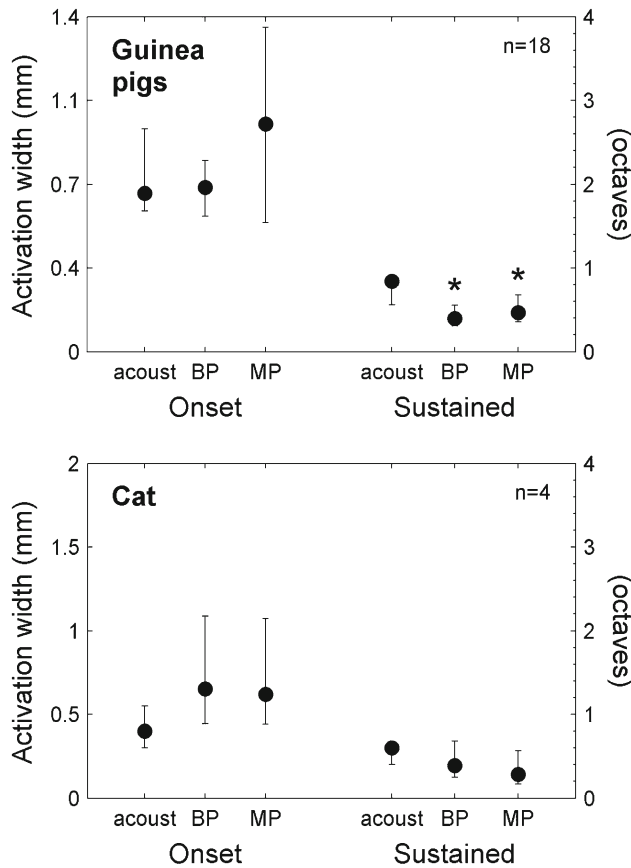 1.4 4
Guinea n=18
pigs
1.1 3
Activation width (mm)
(octaves)
0.7 2
0.4 1
* *
0 0
acoust BP MP acoust BP MP
Onset Sustained
2 4
Cat n=4
1.5 3
Activation width (mm)
(octaves)
1 2
0.5 1
0 0
acoust BP MP acoust BP MP
Onset Sustained